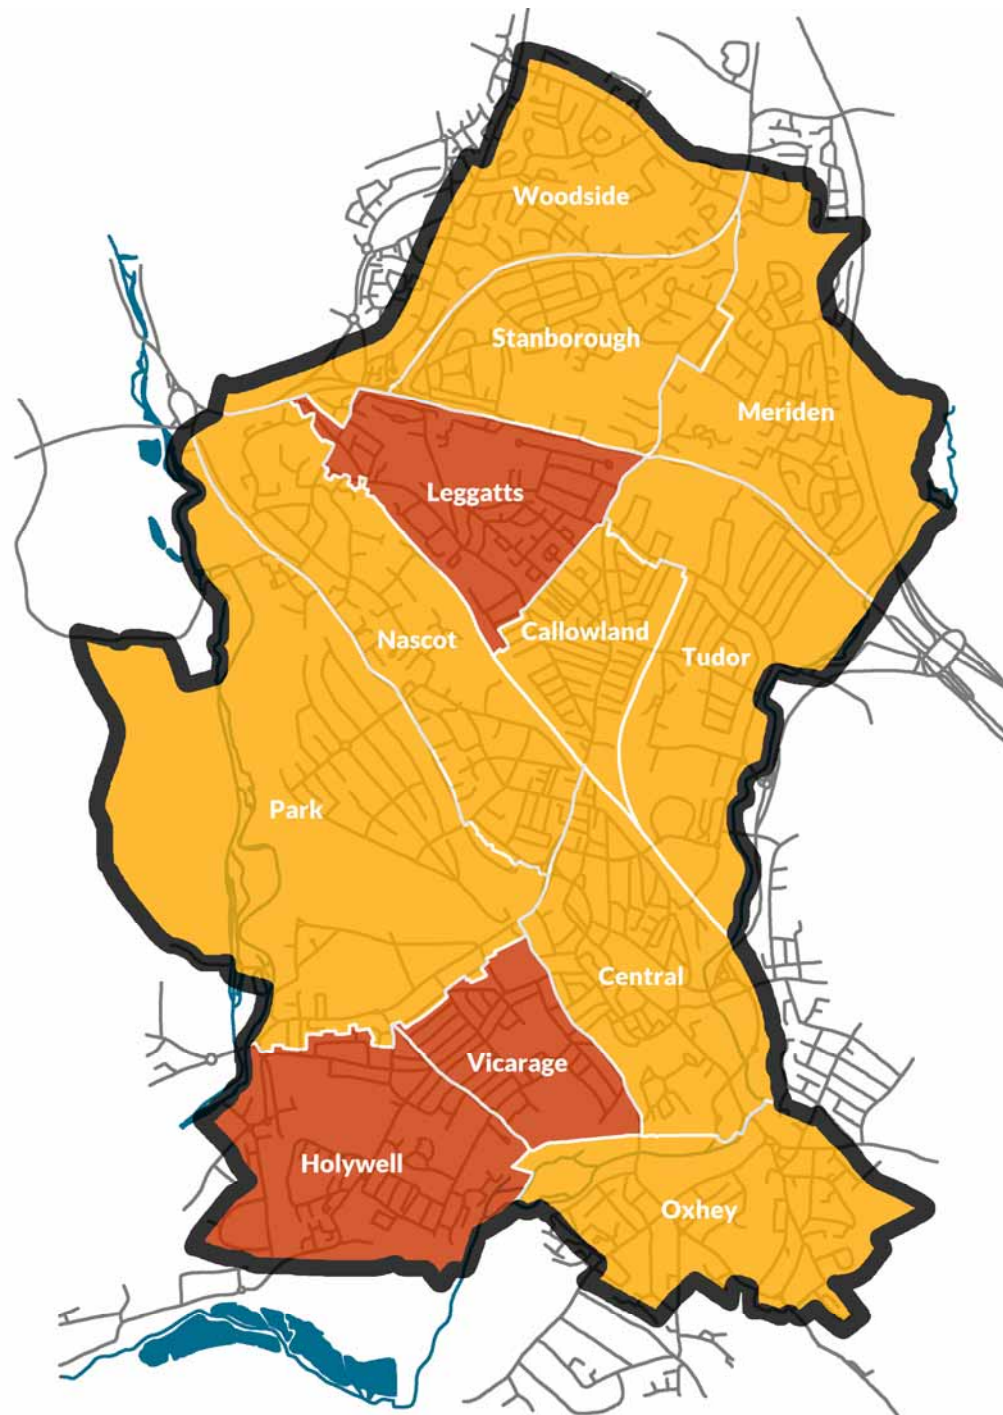 Woodside
Stanborough
Meriden
Leggatts
Callowland
Nascot
Tudor
Park
Central
Vicarage
Holywell
Oxhey